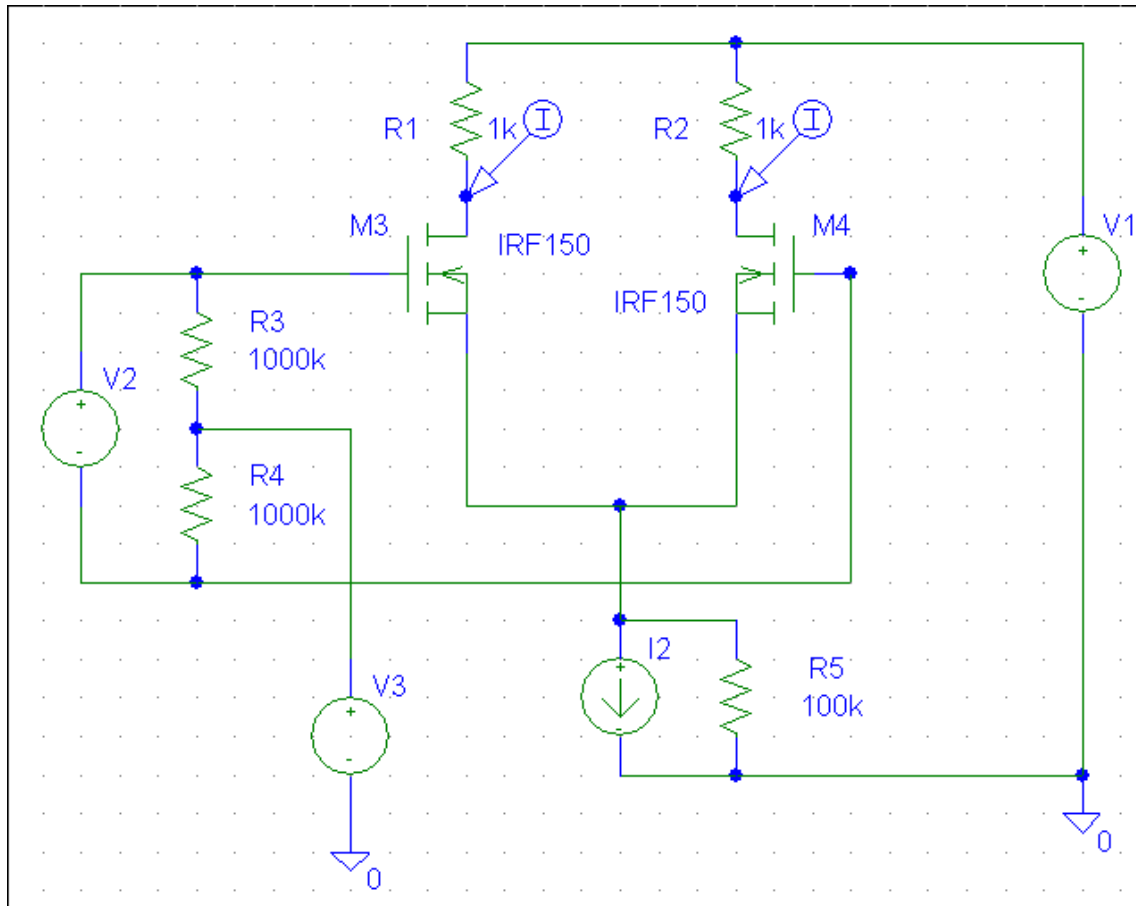 R1
1k
I
R2
1k
I
M3
IRF150
M4
IRF150
V1
+
-
R3
1000k
V2
+
-
R4
1000k
I2
+
-
R5
100k
V3
+
-
0
0